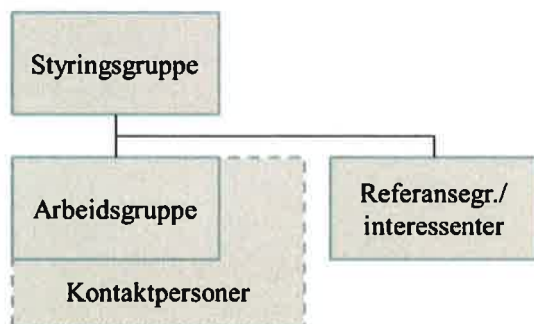 Styringsgruppe
Arbeidsgruppe
Referansegr./
interessenter
Kontaktpersoner